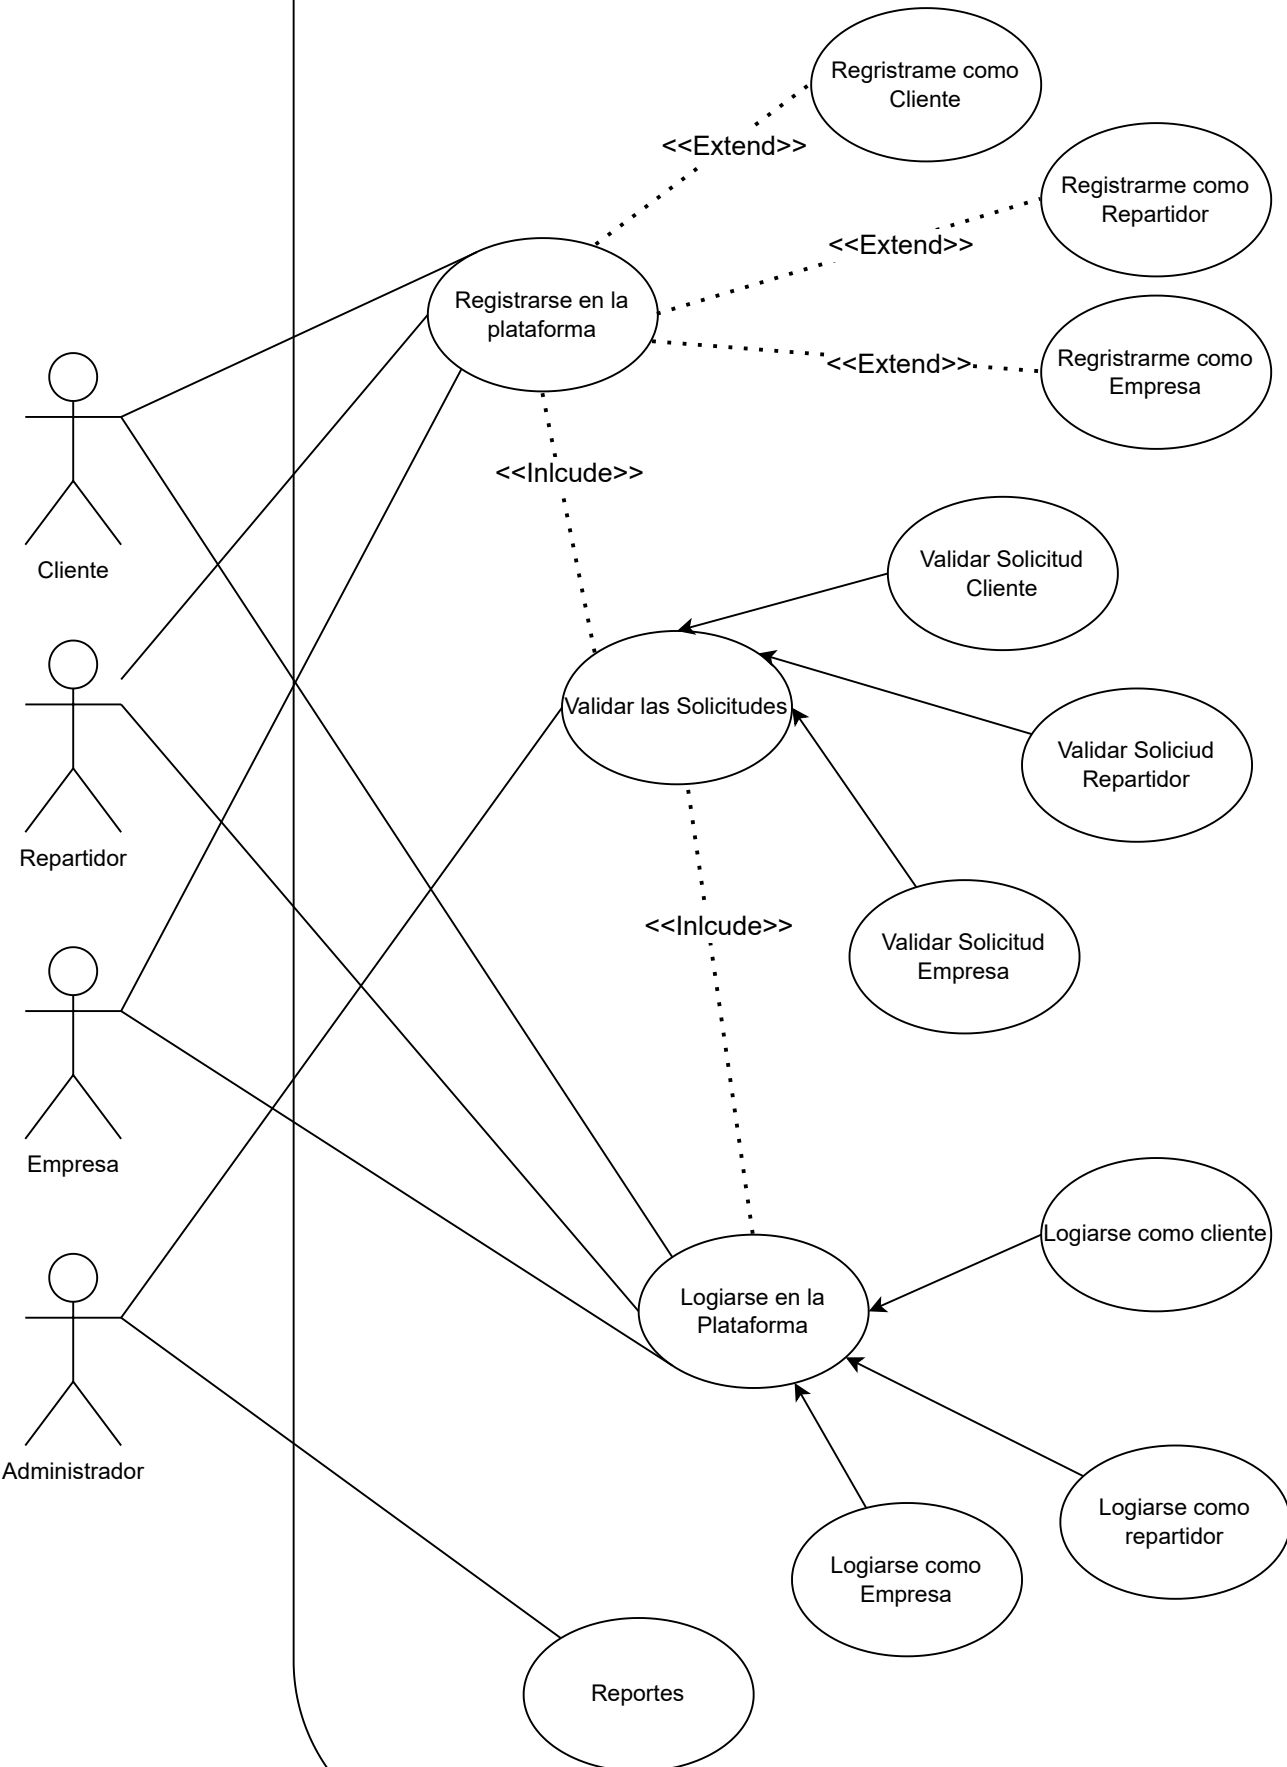 Regristrame como
Cliente
<<Extend>>
Registrarme como
Repartidor
<<Extend>>
Registrarse en la
plataforma
Regristrarme como
Empresa
<<Extend>>
<<Inlcude>>
Cliente
Validar Solicitud
Cliente
Validar las Solicitudes
Validar Soliciud
Repartidor
Repartidor
<<Inlcude>>
Validar Solicitud
Empresa
Empresa
Logiarse como cliente
Logiarse en la
Plataforma
Administrador
Logiarse como
repartidor
Logiarse como
Empresa
Reportes